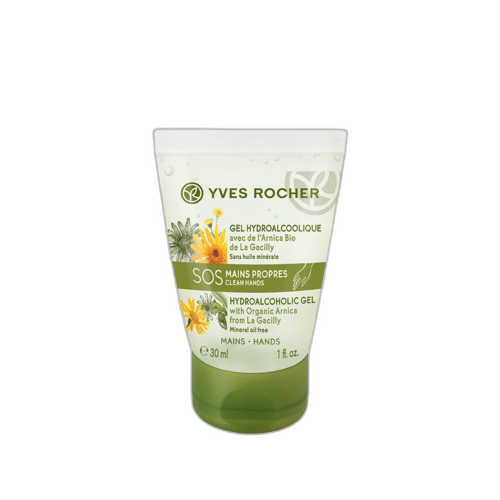 YVES ROCHER
GEL HYDROALCOOLIQUE
avec de l'Arnica Bio
de La Gacilly
Sans huile minérale
SOS MAINS PROPRES
CLEAN HANDS
HYDROALCOHOLIC GEL
with Organic Arnica
from La Gacilly
Mineral oil free
MAINS • HANDS
℮ 30 ml 1 fl. oz.